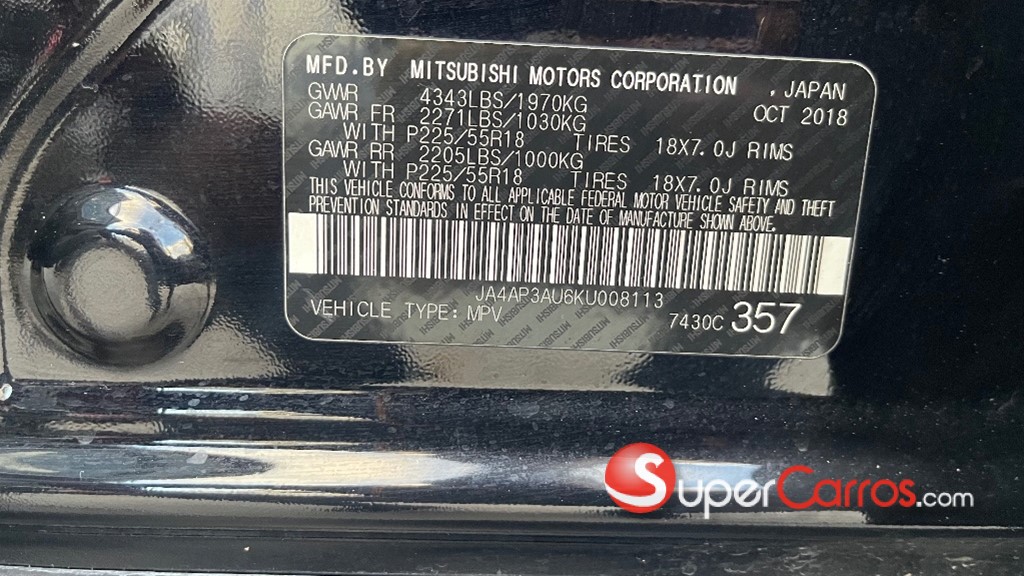 MFD.BY MITSUBISHI MOTORS CORPORATION , JAPAN
GVWR 4343LBS/1970KG OCT 2018
GAWR FR 2271LBS/1030KG
WITH P225/55R18 TIRES 18X7.0J RIMS
GAWR RR 2205LBS/1000KG
WITH P225/55R18 TIRES 18X7.0J RIMS
THIS VEHICLE CONFORMS TO ALL APPLICABLE FEDERAL MOTOR VEHICLE SAFETY AND THEFT
PREVENTION STANDARDS IN EFFECT ON THE DATE OF MANUFACTURE SHOWN ABOVE.
JA4AP3AU6KU008113
VEHICLE TYPE: MPV 7430C 357
SuperCarros.com